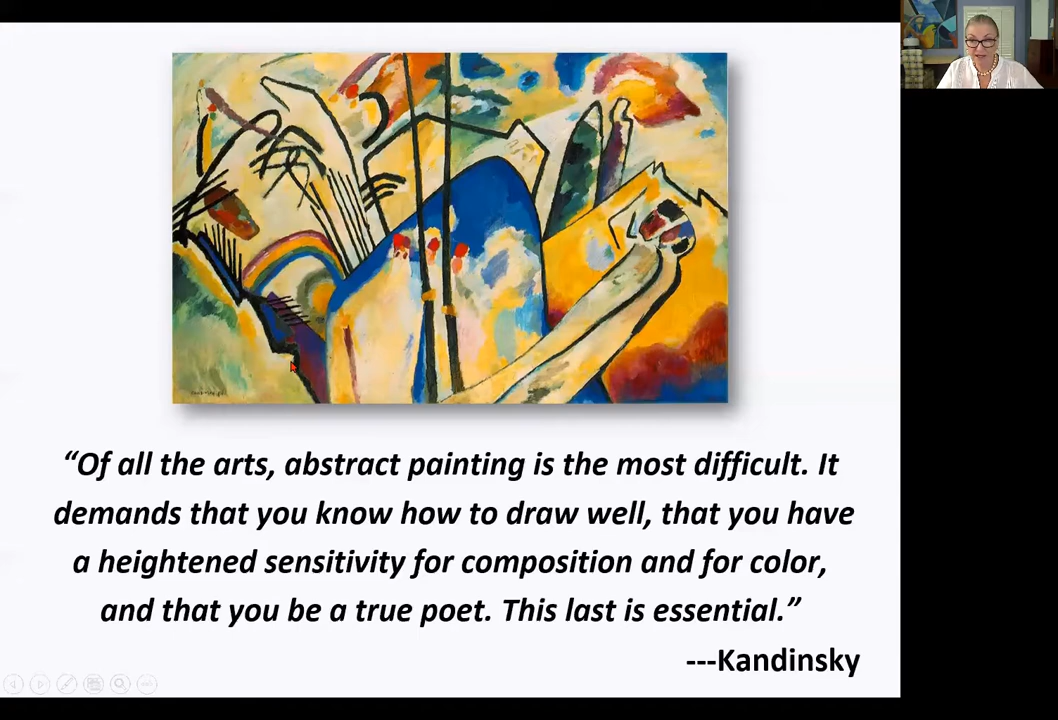 “Of all the arts, abstract painting is the most difficult. It
demands that you know how to draw well, that you have
a heightened sensitivity for composition and for color,
and that you be a true poet. This last is essential.”
---Kandinsky